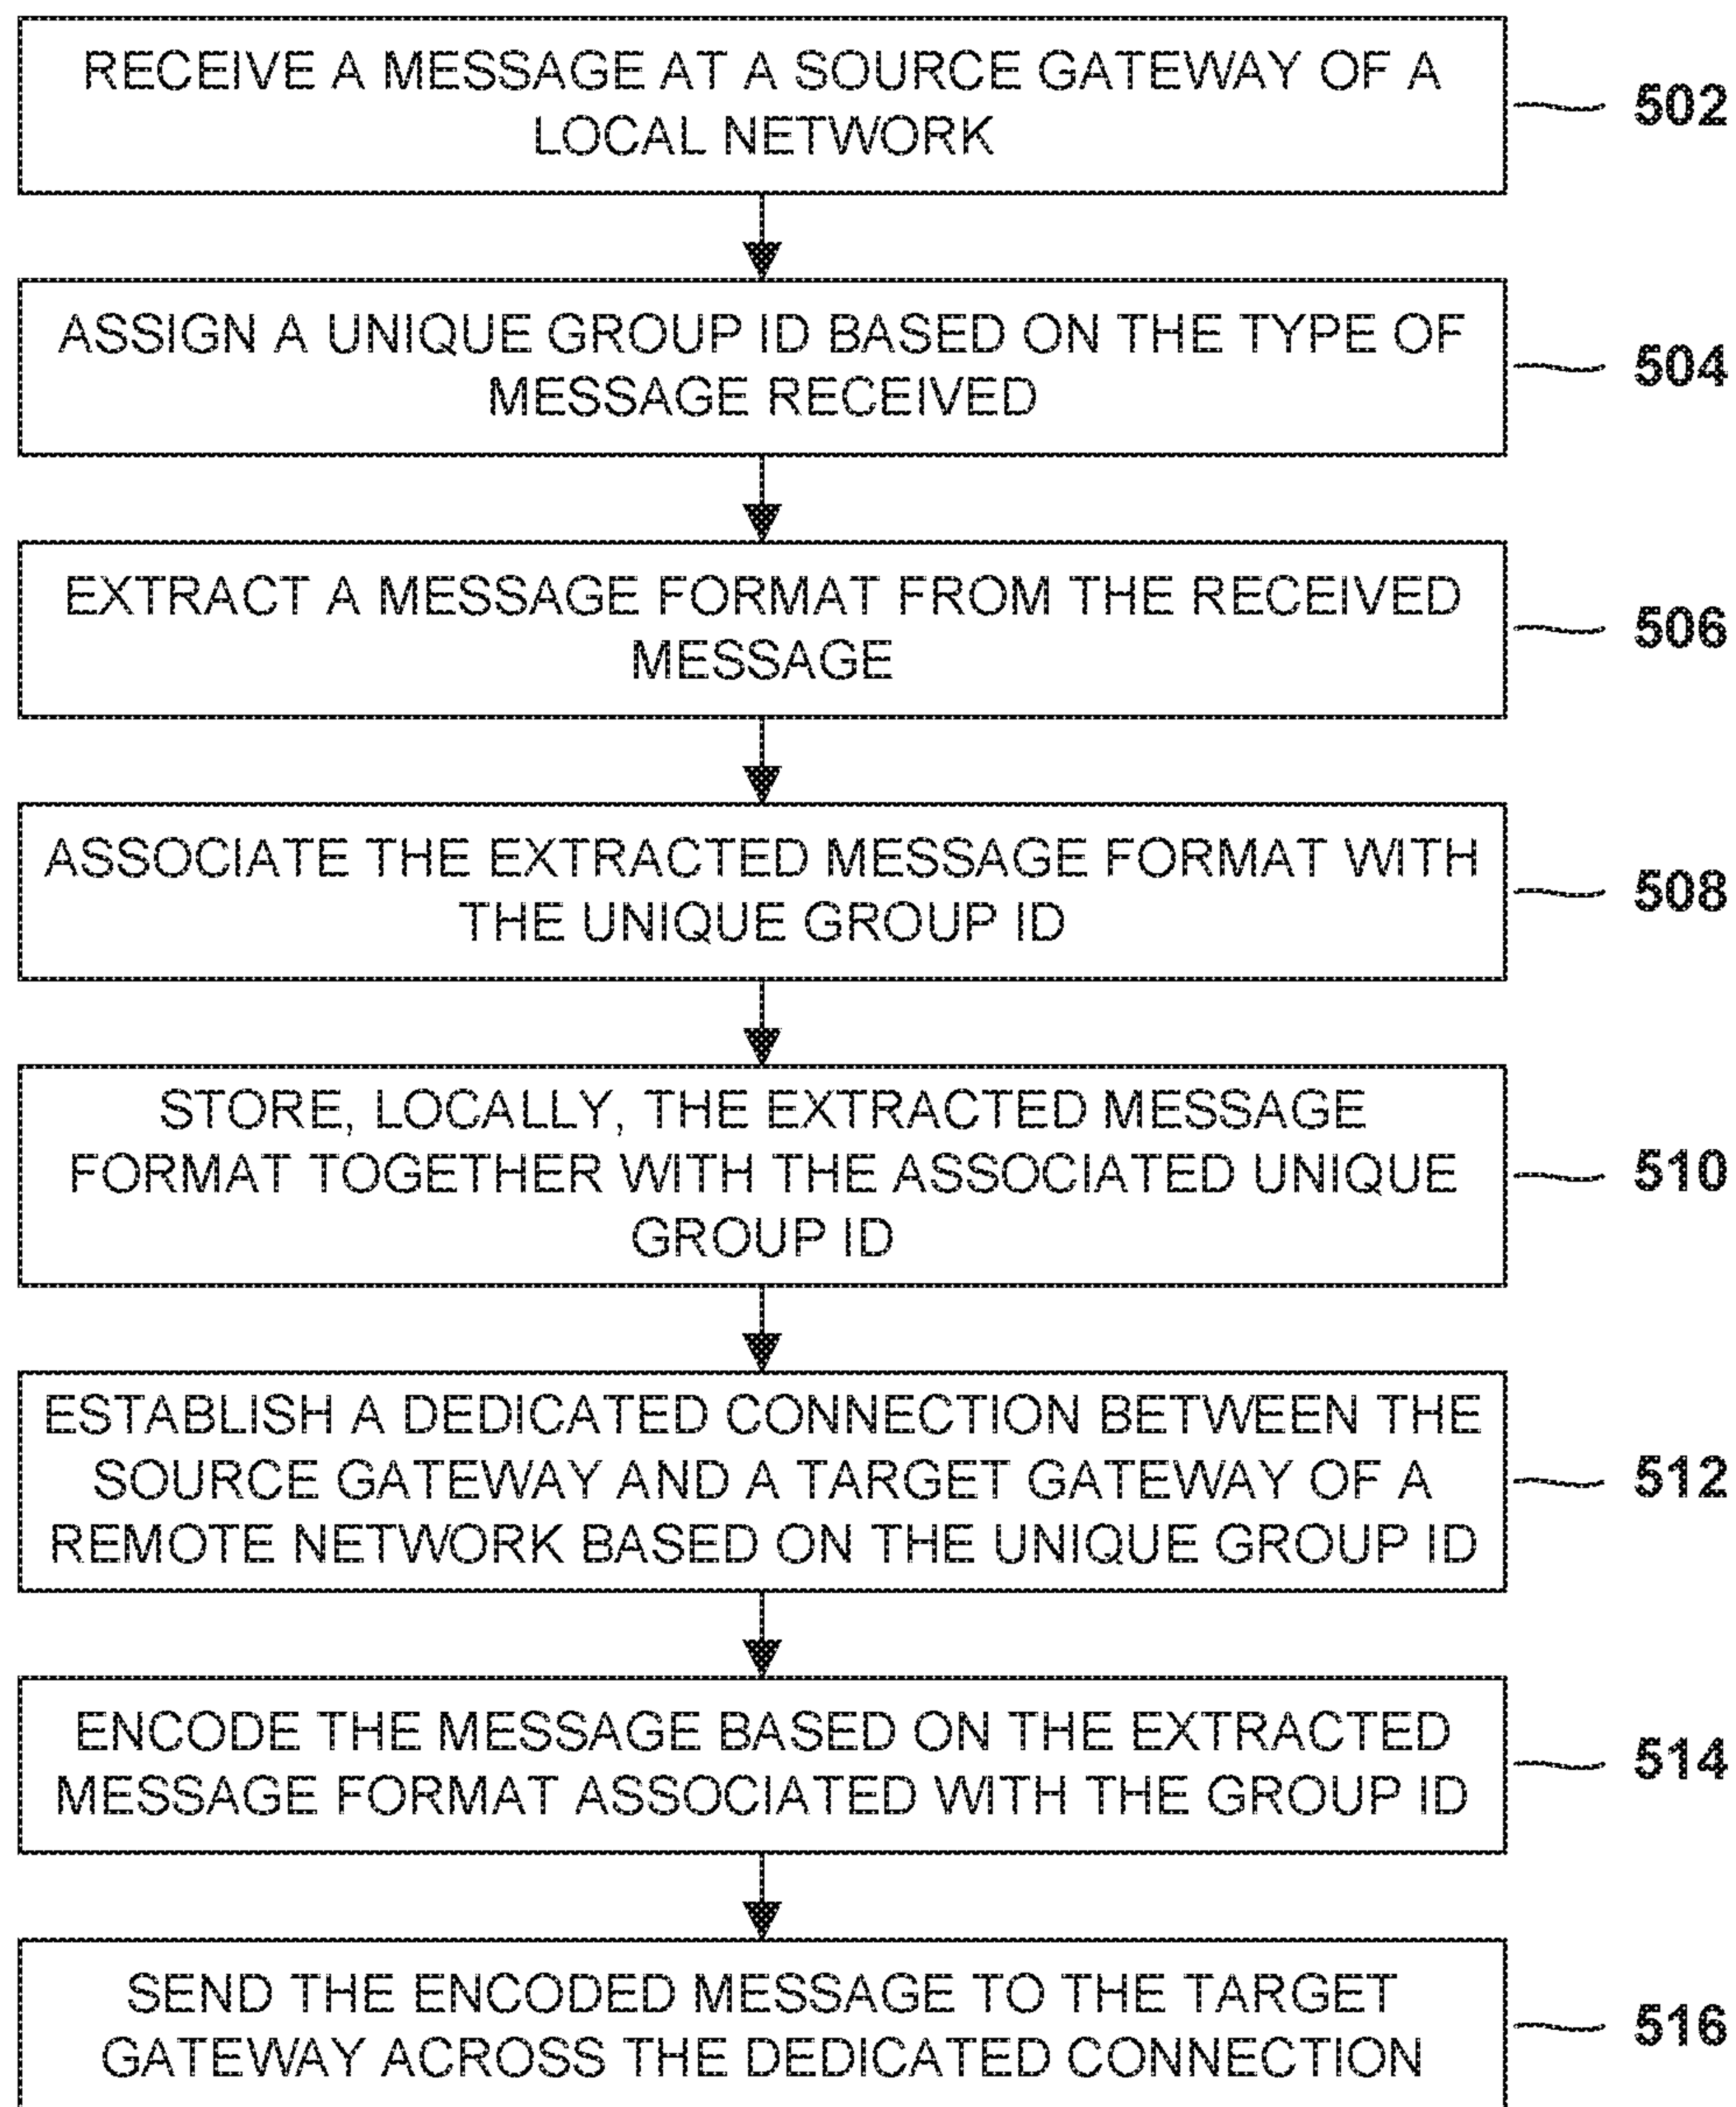 RECEIVE A MESSAGE AT A SOURCE GATEWAY OF A
LOCAL NETWORK
502
ASSIGN A UNIQUE GROUP ID BASED ON THE TYPE OF
MESSAGE RECEIVED
504
EXTRACT A MESSAGE FORMAT FROM THE RECEIVED
MESSAGE
506
ASSOCIATE THE EXTRACTED MESSAGE FORMAT WITH
THE UNIQUE GROUP ID
508
STORE, LOCALLY, THE EXTRACTED MESSAGE
FORMAT TOGETHER WITH THE ASSOCIATED UNIQUE
GROUP ID
510
ESTABLISH A DEDICATED CONNECTION BETWEEN THE
SOURCE GATEWAY AND A TARGET GATEWAY OF A
REMOTE NETWORK BASED ON THE UNIQUE GROUP ID
512
ENCODE THE MESSAGE BASED ON THE EXTRACTED
MESSAGE FORMAT ASSOCIATED WITH THE GROUP ID
514
SEND THE ENCODED MESSAGE TO THE TARGET
GATEWAY ACROSS THE DEDICATED CONNECTION
516